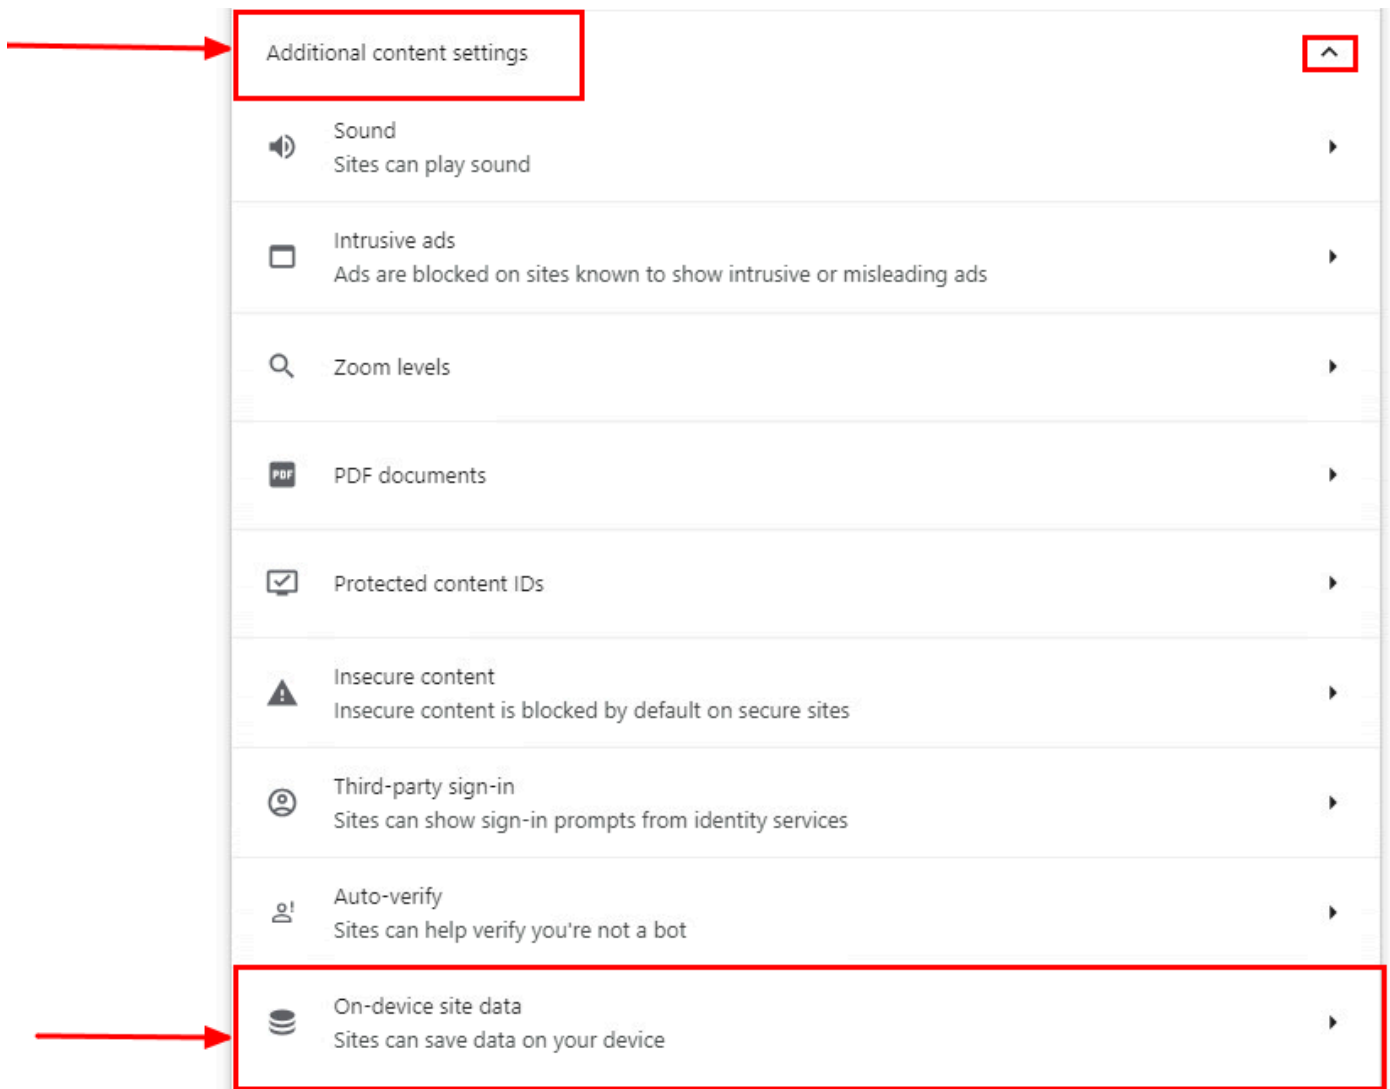 Additional content settings
Sound
Sites can play sound
Intrusive ads
Ads are blocked on sites known to show intrusive or misleading ads
Zoom levels
PDF
PDF documents
Protected content IDs
Insecure content
Insecure content is blocked by default on secure sites
Third-party sign-in
Sites can show sign-in prompts from identity services
Auto-verify
Sites can help verify you're not a bot
On-device site data
Sites can save data on your device